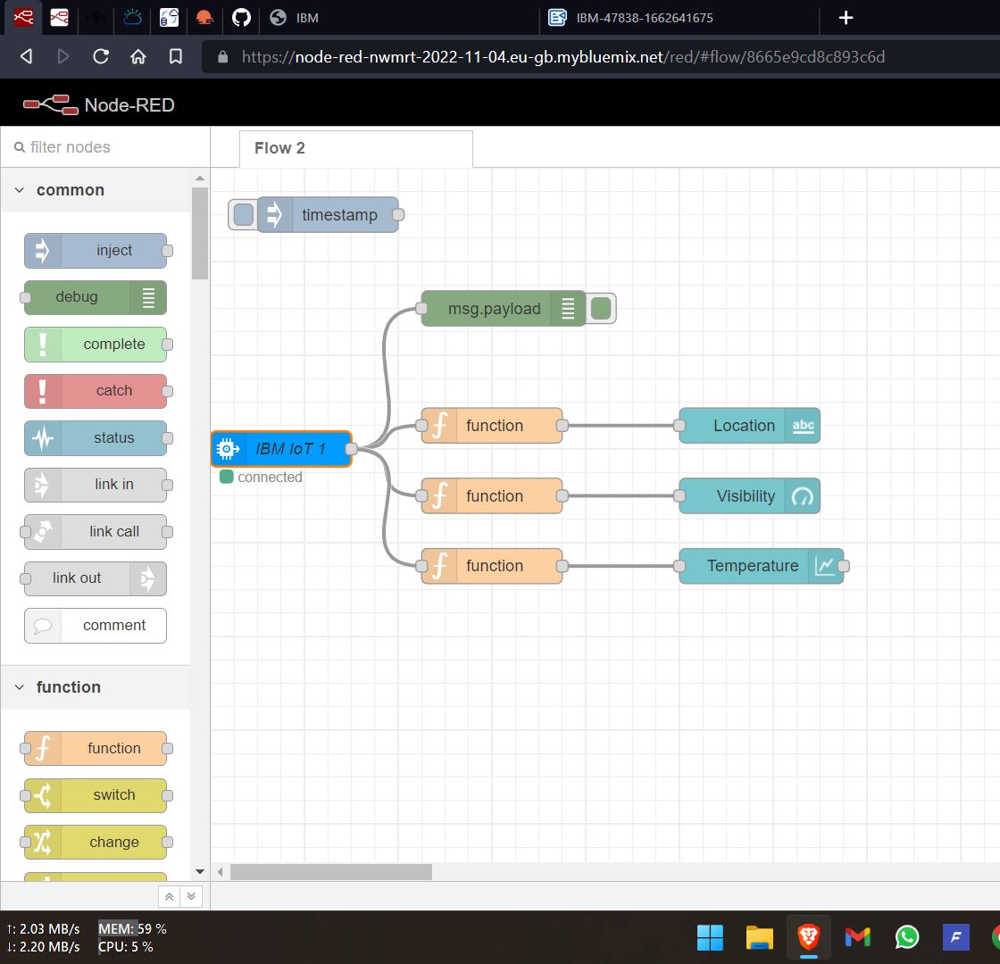 IBM
IBM-47838-1662641675
https://node-red-nwmrt-2022-11-04.eu-gb.mybluemix.net/red/#flow/8665e9cd8c893c6d
Node-RED
filter nodes
Flow 2
common
timestamp
inject
debug
msg.payload
complete
catch
function
Location
abc
status
IBM IoT 1
connected
link in
function
Visibility
link call
function
Temperature
link out
comment
function
function
switch
change
↑: 2.03 MB/s
MEM: 59 %
↓: 2.20 MB/s
CPU: 5 %